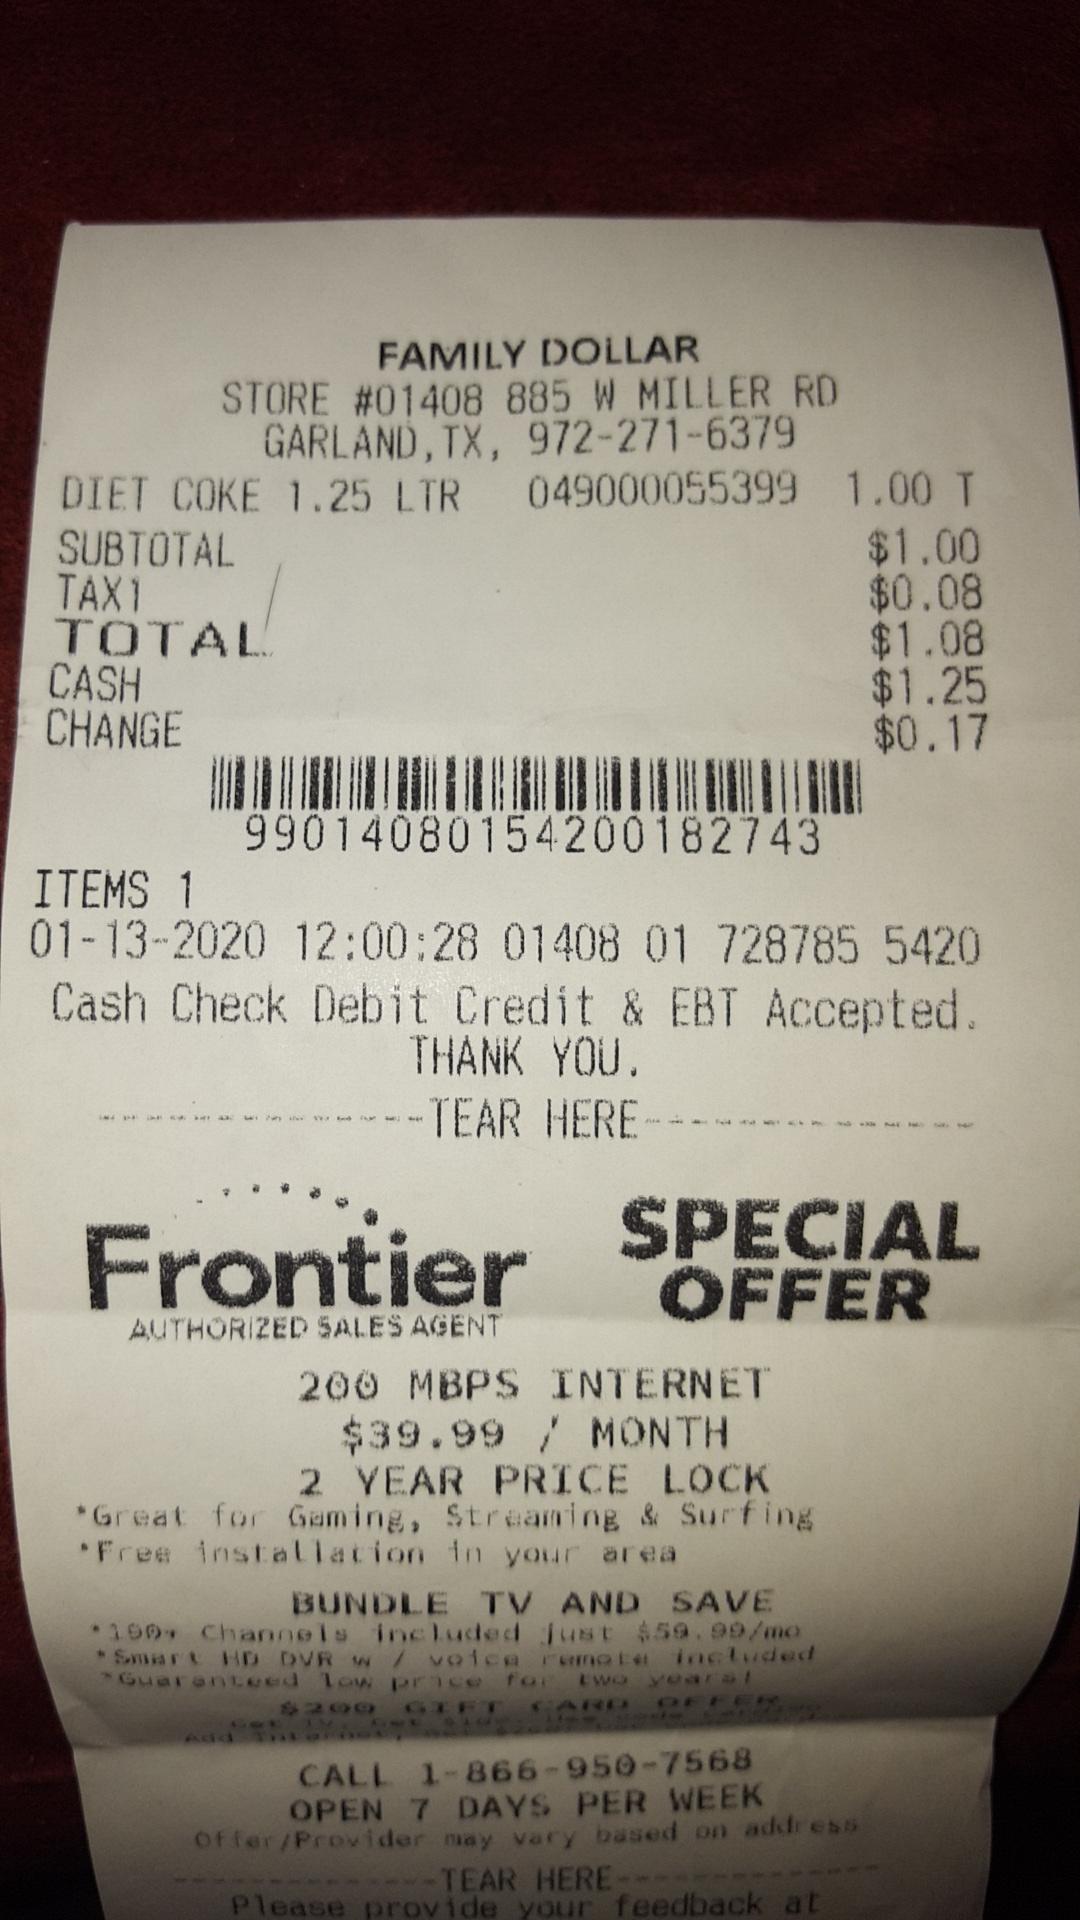 FAMILY DOLLAR
STORE #01408 885 W MILLER RD
GARLAND,TX, 972-271-6379
DIET COKE 1.25 LTR 049000055399 1.00 T
SUBTOTAL $1.00
TAX1 $0.08
TOTAL $1.08
CASH $1.25
CHANGE $0.17
99014080154200182743
ITEMS 1
01-13-2020 12:00:28 01408 01 728785 5420
Cash Check Debit Credit & EBT Accepted.
THANK YOU.
----------------TEAR HERE----------------
Frontier SPECIAL
OFFER
AUTHORIZED SALES AGENT
200 MBPS INTERNET
$39.99 / MONTH
2 YEAR PRICE LOCK
*Great for Gaming, Streaming & Surfing
*Free installation in your area
BUNDLE TV AND SAVE
*100+ Channels included just $59.99/mo
*Smart HD DVR w / voice remote included
*Guaranteed low price for two years!
$200 GIFT CARD OFFER
Add Internet,
CALL 1-866-950-7568
OPEN 7 DAYS PER WEEK
Offer/Provider may vary based on address
----------------TEAR HERE----------------
Please provide your feedback at